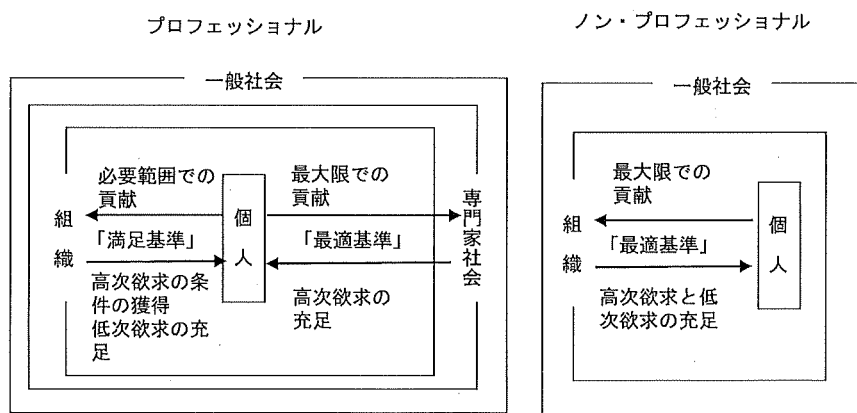 プロフェッショナル
一般社会
必要範囲での
貢献
最大限での
貢献
組織
個人
専門家社会
「満足基準」
「最適基準」
高次欲求の条
件の獲得
低次欲求の充
足
高次欲求の
充足
ノン・プロフェッショナル
一般社会
最大限での
貢献
組織
個人
「最適基準」
高次欲求と低
次欲求の充足